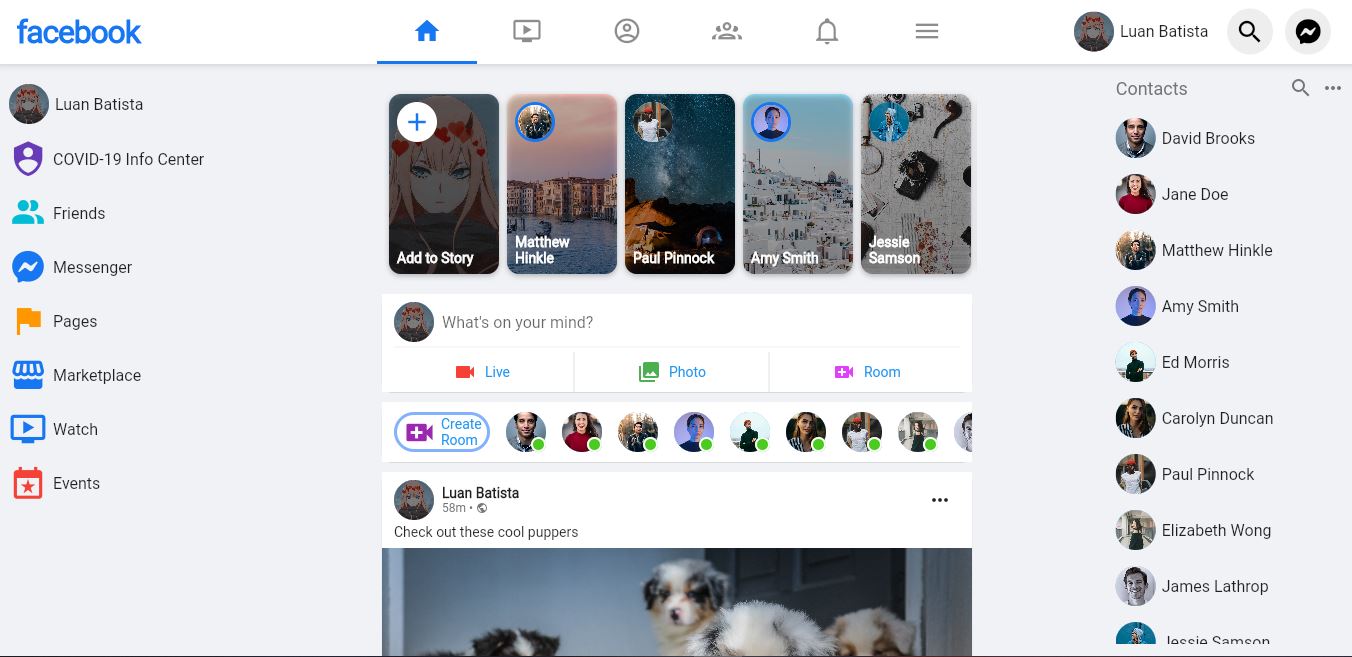 facebook
Luan Batista
Luan Batista
COVID-19 Info Center
Friends
Messenger
Pages
Marketplace
Watch
Events
Add to Story
Matthew
Hinkle
Paul Pinnock
Amy Smith
Jessie
Samson
What's on your mind?
Live
Photo
Room
Create
Room
Luan Batista
58m •
Check out these cool puppers
Contacts
David Brooks
Jane Doe
Matthew Hinkle
Amy Smith
Ed Morris
Carolyn Duncan
Paul Pinnock
Elizabeth Wong
James Lathrop
Jessie Samson